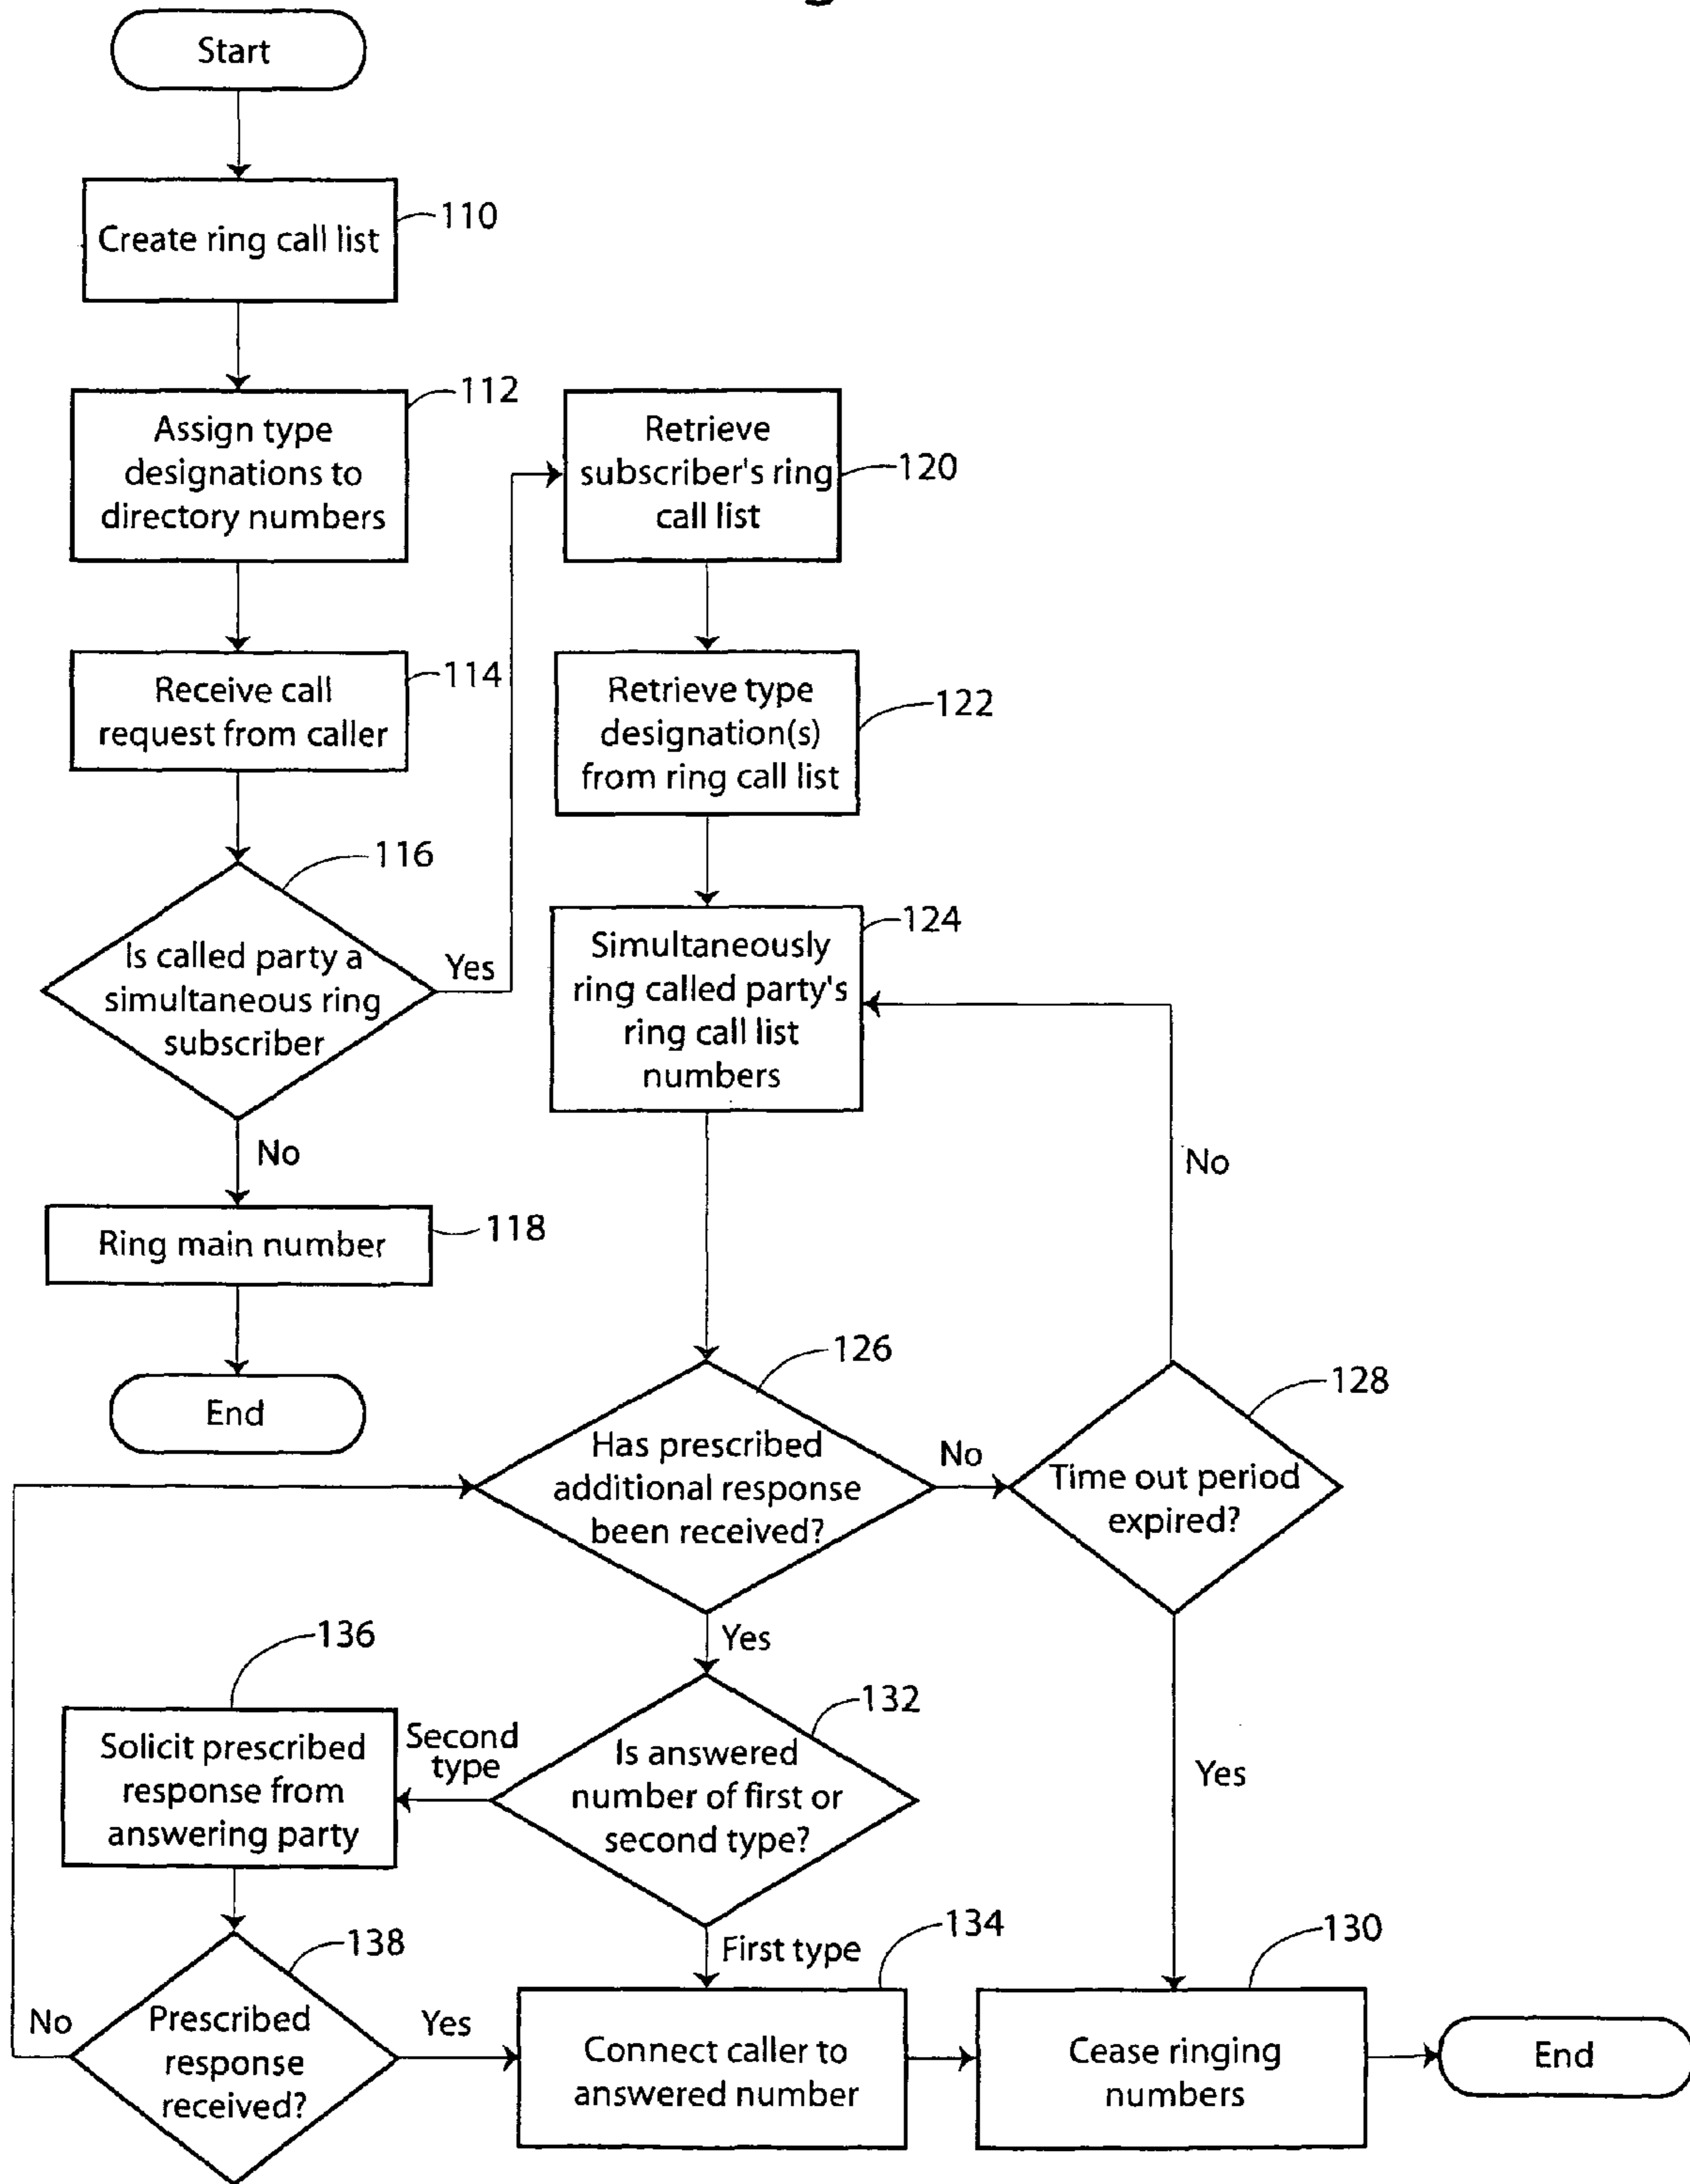 Start
Create ring call list
110
Assign type
designations to
directory numbers
112
Receive call
request from caller
114
Is called party a
simultaneous ring
subscriber
116
Yes
No
Ring main number
118
End
Retrieve
subscriber's ring
call list
120
Retrieve type
designation(s)
from ring call list
122
Simultaneously
ring called party's
ring call list
numbers
124
Has prescribed
additional response
been received?
126
No
Time out period
expired?
128
No
Yes
Yes
Is answered
number of first or
second type?
132
Second
type
First type
Solicit prescribed
response from
answering party
136
Prescribed
response
received?
138
No
Yes
Connect caller to
answered number
134
Cease ringing
numbers
130
End